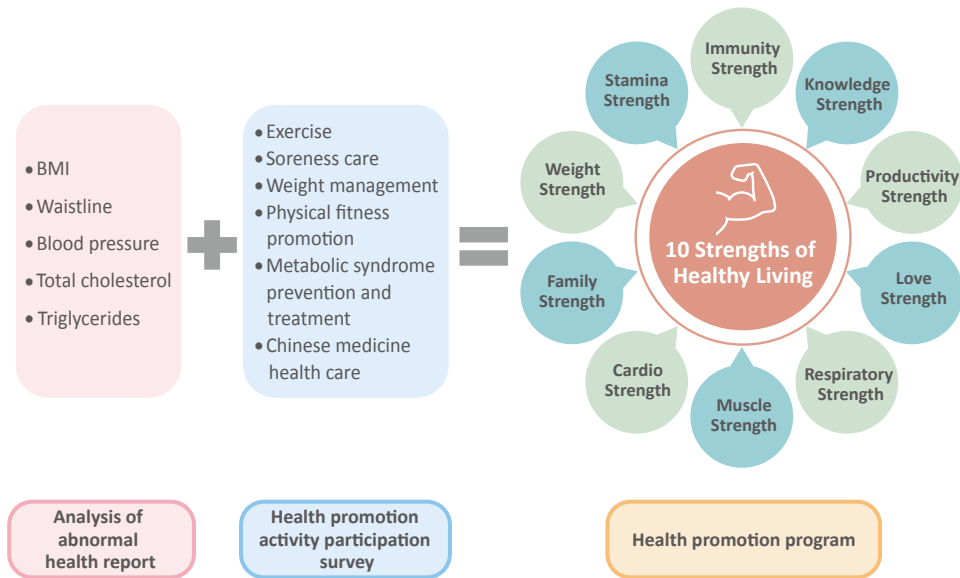 • BMI
• Waistline
• Blood pressure
• Total cholesterol
• Triglycerides
• Exercise
• Soreness care
• Weight management
• Physical fitness
promotion
• Metabolic syndrome
prevention and
treatment
• Chinese medicine
health care
10 Strengths of
Healthy Living
Immunity
Strength
Knowledge
Strength
Productivity
Strength
Love
Strength
Respiratory
Strength
Muscle
Strength
Cardio
Strength
Family
Strength
Weight
Strength
Stamina
Strength
Analysis of
abnormal
health report
Health promotion
activity participation
survey
Health promotion program